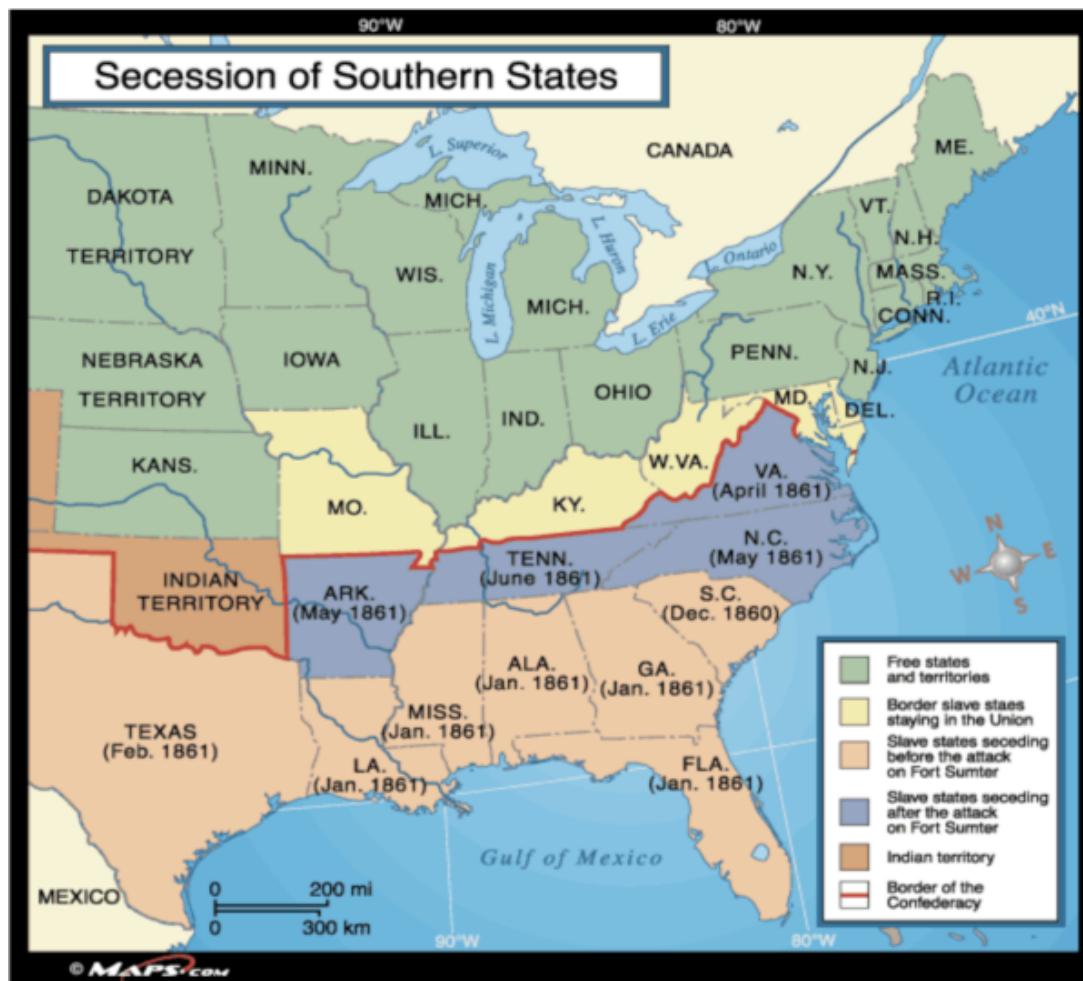 90°W
80°W
Secession of Southern States
CANADA
ME.
MINN.
L. Superior
MICH.
VT.
DAKOTA
TERRITORY
N.H.
L. Huron
L. Ontario
WIS.
L. Michigan
N.Y.
MASS.
R.I.
CONN.
MICH.
L. Erie
40°N
NEBRASKA
TERRITORY
IOWA
PENN.
N.J.
Atlantic
Ocean
OHIO
MD.
DEL.
ILL.
IND.
KANS.
W.VA.
VA.
(April 1861)
MO.
KY.
N.C.
(May 1861)
N
E
W
S
INDIAN
TERRITORY
ARK.
(May 1861)
TENN.
(June 1861)
S.C.
(Dec. 1860)
ALA.
(Jan. 1861)
GA.
(Jan. 1861)
MISS.
(Jan. 1861)
TEXAS
(Feb. 1861)
LA.
(Jan. 1861)
FLA.
(Jan. 1861)
Gulf of Mexico
MEXICO
0 200 mi
0 300 km
Free states
and territories
Border slave staes
staying in the Union
Slave states seceding
before the attack
on Fort Sumter
Slave states seceding
after the attack
on Fort Sumter
Indian territory
Border of the
Confederacy
90°W
80°W
© MAPS.COM